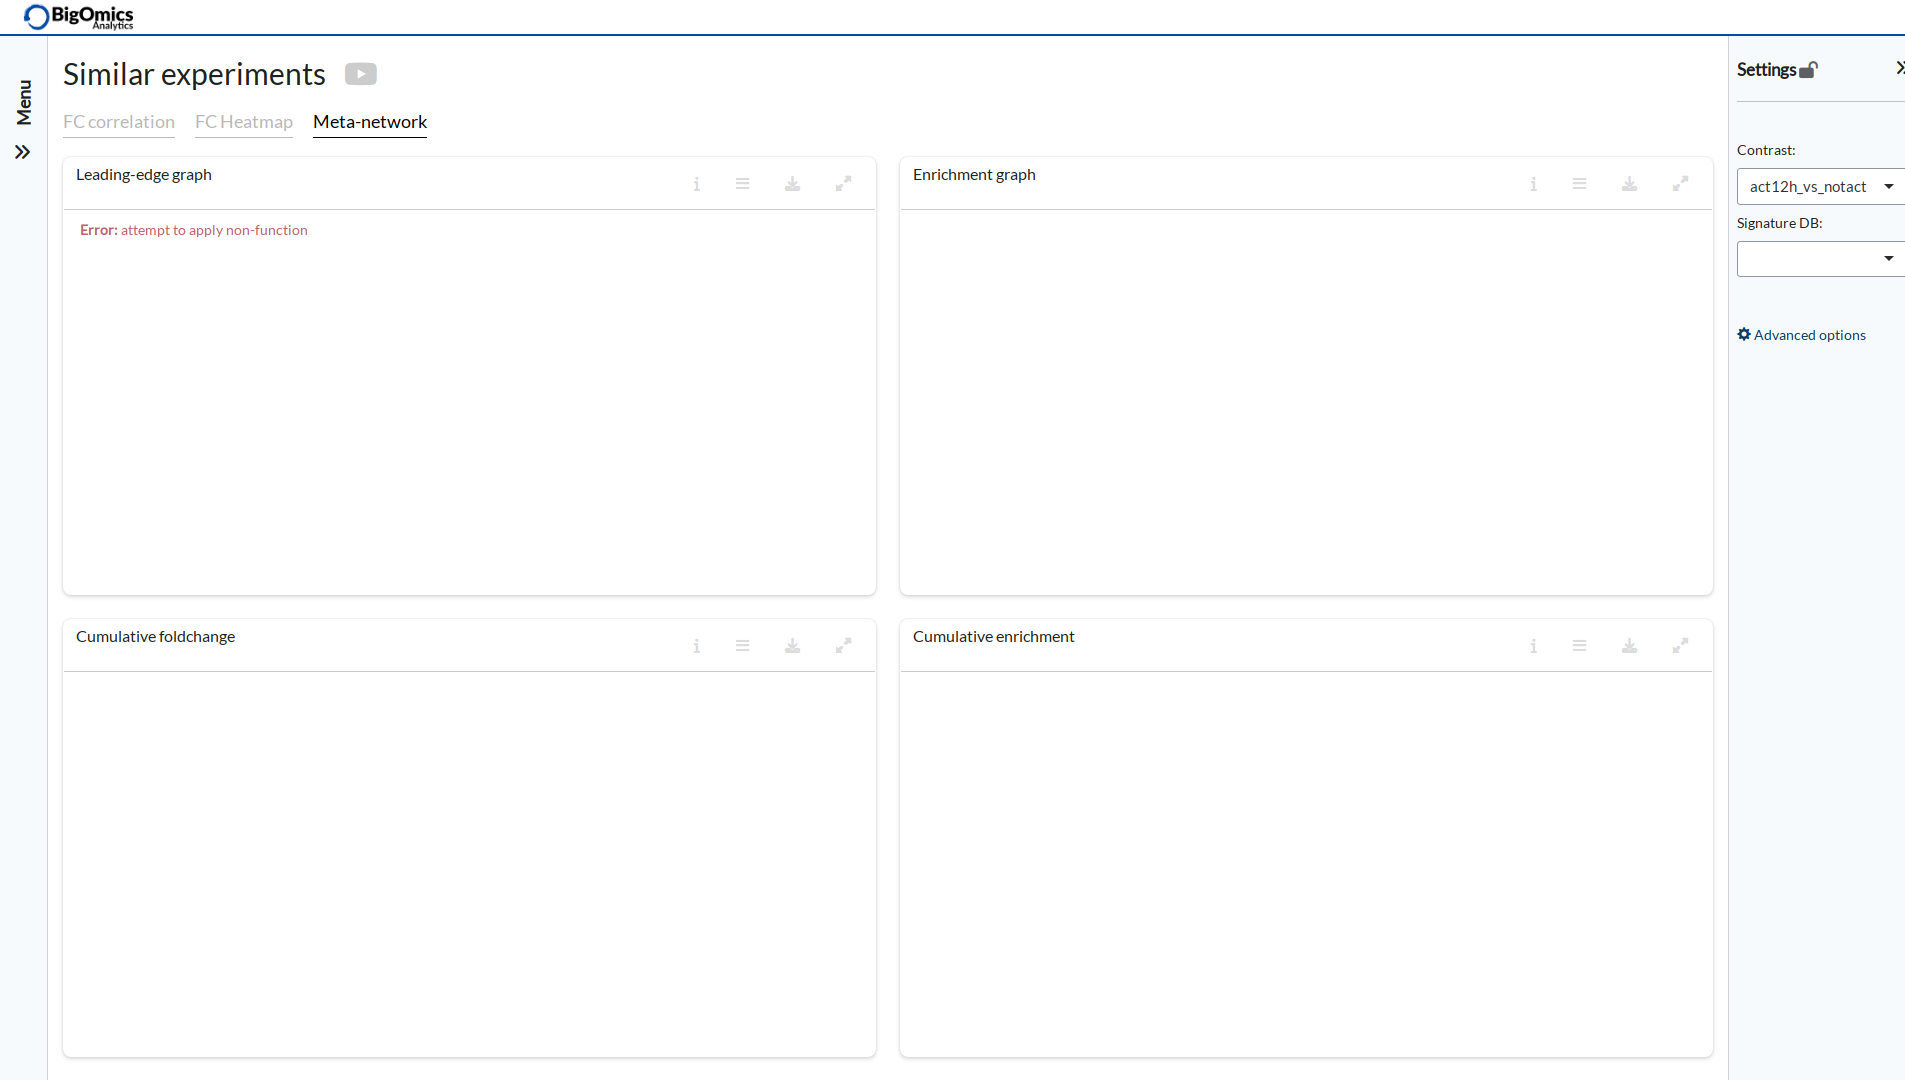 BigOmics
Analytics
Menu
Similar experiments
FC correlation
FC Heatmap
Meta-network
Leading-edge graph
Error: attempt to apply non-function
Enrichment graph
Cumulative foldchange
Cumulative enrichment
Settings
Contrast:
act12h_vs_notact
Signature DB:
Advanced options